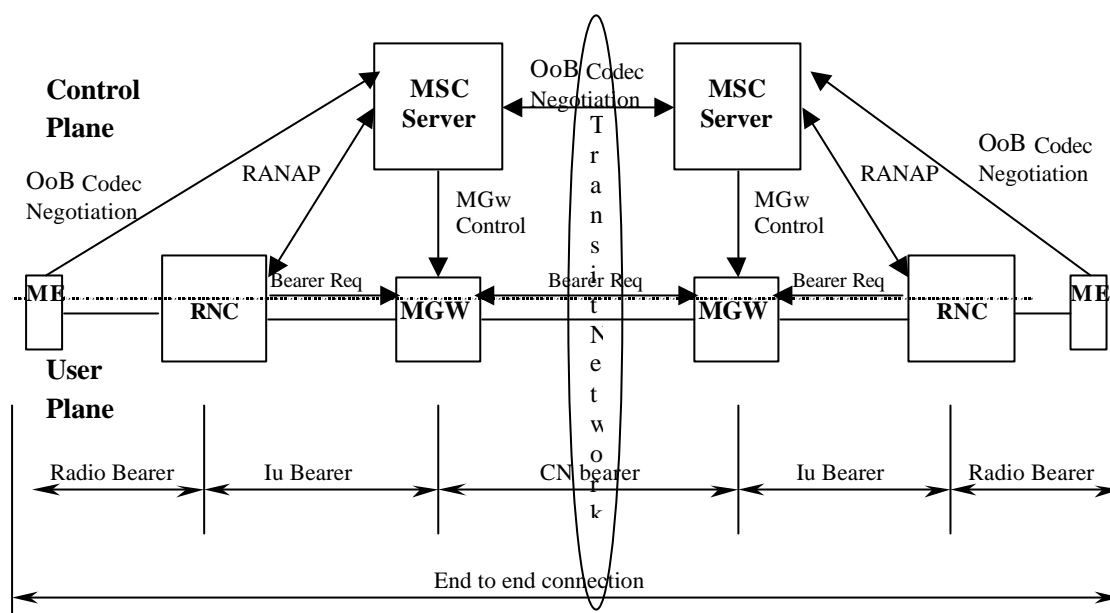 Control
Plane
MSC
Server
OoB Codec
Negotiation
MSC
Server
OoB Codec
Negotiation
RANAP
MGw
Control
Transit Network
MGw
Control
RANAP
OoB Codec
Negotiation
ME
RNC
Bearer Req
MGW
Bearer Req
MGW
Bearer Req
RNC
ME
User
Plane
Radio Bearer
Iu Bearer
CN bearer
Iu Bearer
Radio Bearer
End to end connection